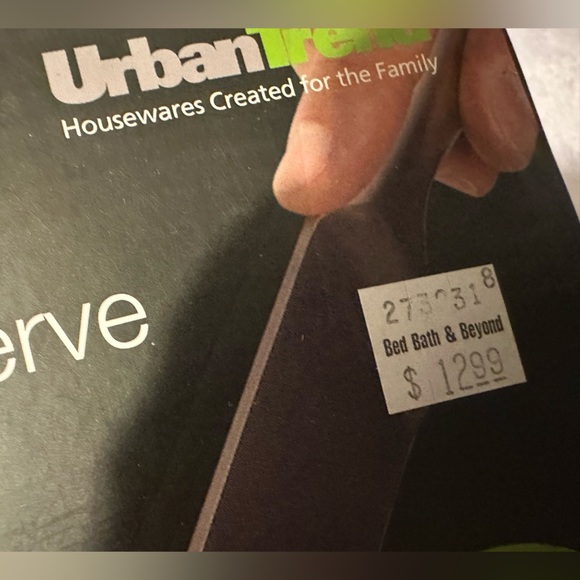 UrbanTrend
Housewares Created for the Family
erve
Bed Bath & Beyond
$ 1299